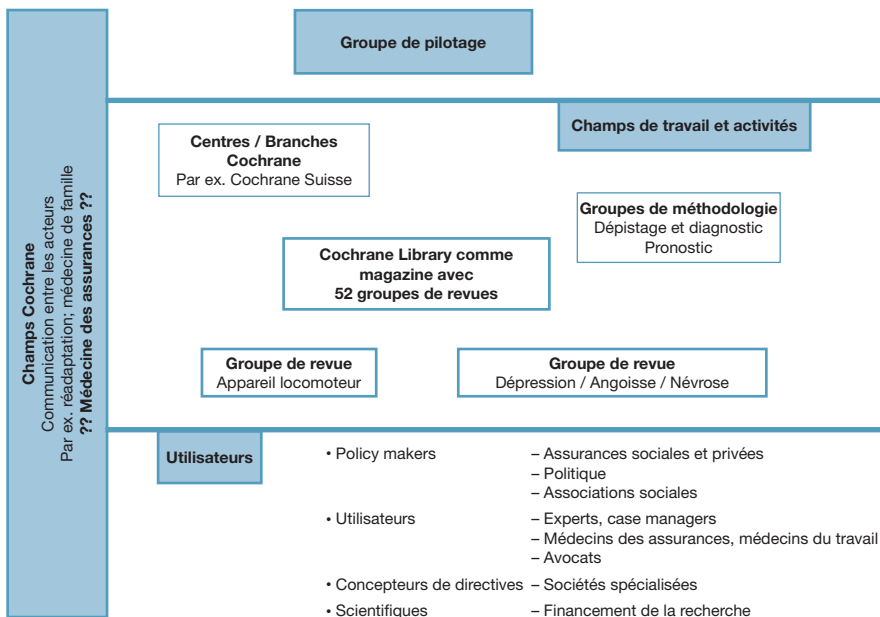 Groupe de pilotage
Champs Cochrane
Communication entre les acteurs
Par ex. réadaptation; médecine de famille
?? Médecine des assurances ??
Champs de travail et activités
Centres / Branches
Cochrane
Par ex. Cochrane Suisse
Groupes de méthodologie
Dépistage et diagnostic
Pronostic
Cochrane Library comme
magazine avec
52 groupes de revues
Groupe de revue
Appareil locomoteur
Groupe de revue
Dépression / Angoisse / Névrose
Utilisateurs
• Policy makers – Assurances sociales et privées
– Politique
– Associations sociales
• Utilisateurs – Experts, case managers
– Médecins des assurances, médecins du travail
– Avocats
• Concepteurs de directives – Sociétés spécialisées
• Scientifiques – Financement de la recherche